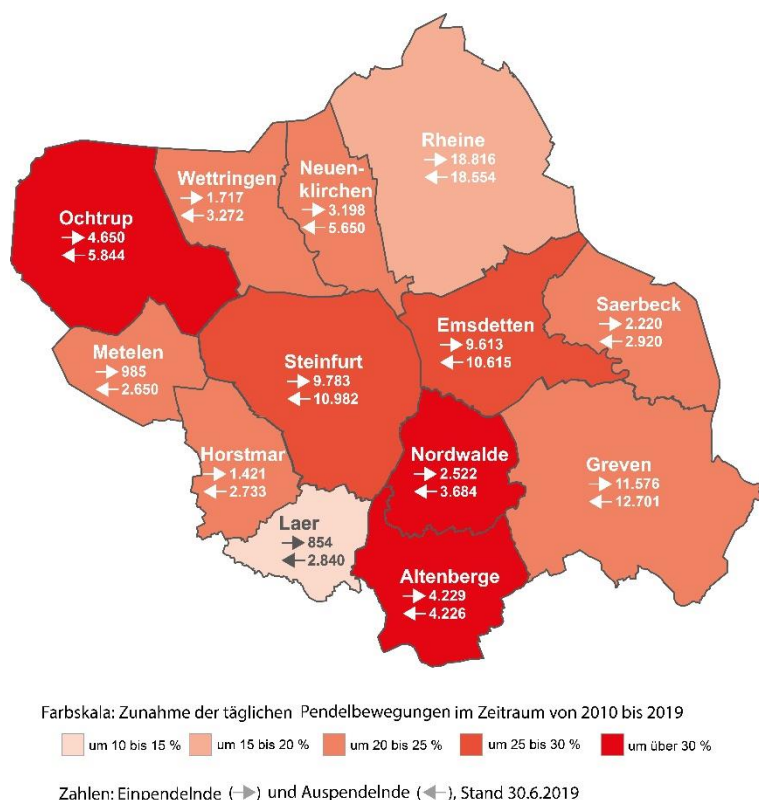 Rheine
→ 18.816
← 18.554
Neuen-
kirchen
→ 3.198
← 5.650
Wettringen
→ 1.717
← 3.272
Ochtrup
→ 4.650
← 5.844
Saerbeck
→ 2.220
← 2.920
Emsdetten
→ 9.613
← 10.615
Metelen
→ 985
← 2.650
Steinfurt
→ 9.783
← 10.982
Horstmar
→ 1.421
← 2.733
Nordwalde
→ 2.522
← 3.684
Greven
→ 11.576
← 12.701
Laer
→ 854
← 2.840
Altenberge
→ 4.229
← 4.226
Farbskala: Zunahme der täglichen Pendelbewegungen im Zeitraum von 2010 bis 2019
um 10 bis 15 % um 15 bis 20 % um 20 bis 25 % um 25 bis 30 % um über 30 %
Zahlen: Einpendelnde (→) und Auspendelnde (←), Stand 30.6.2019